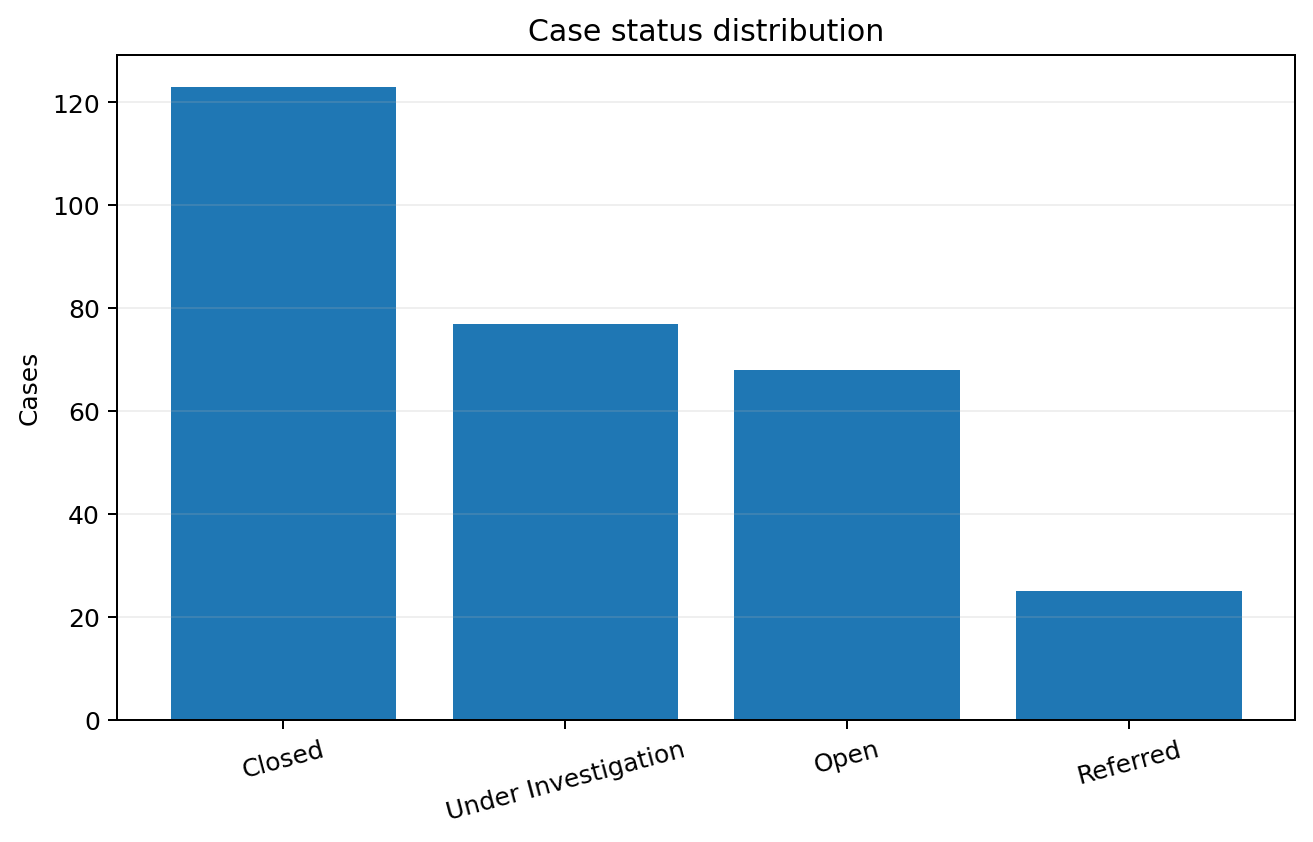 Case status distribution
120
100
80
60
40
20
0
Cases
Closed
Under Investigation
Open
Referred